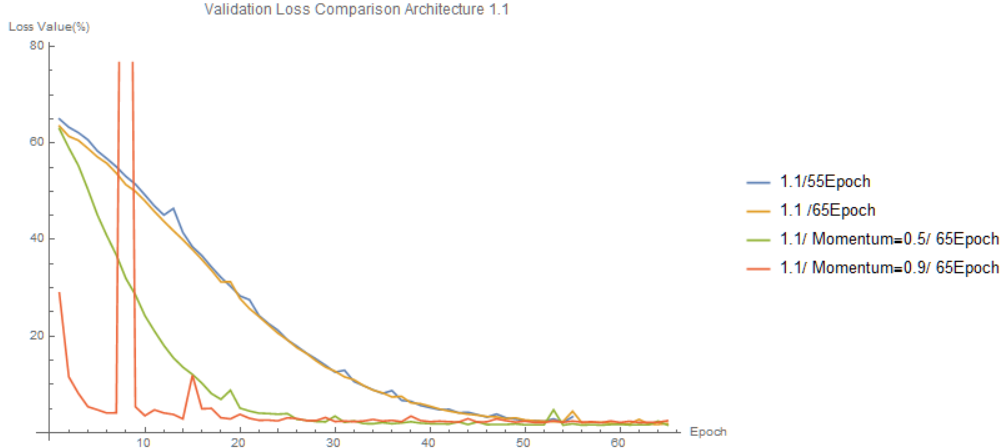 Validation Loss Comparison Architecture 1.1
Loss Value(%)
80
60
40
20
10 20 30 40 50 60
Epoch
1.1/55Epoch
1.1 /65Epoch
1.1/ Momentum=0.5/ 65Epoch
1.1/ Momentum=0.9/ 65Epoch